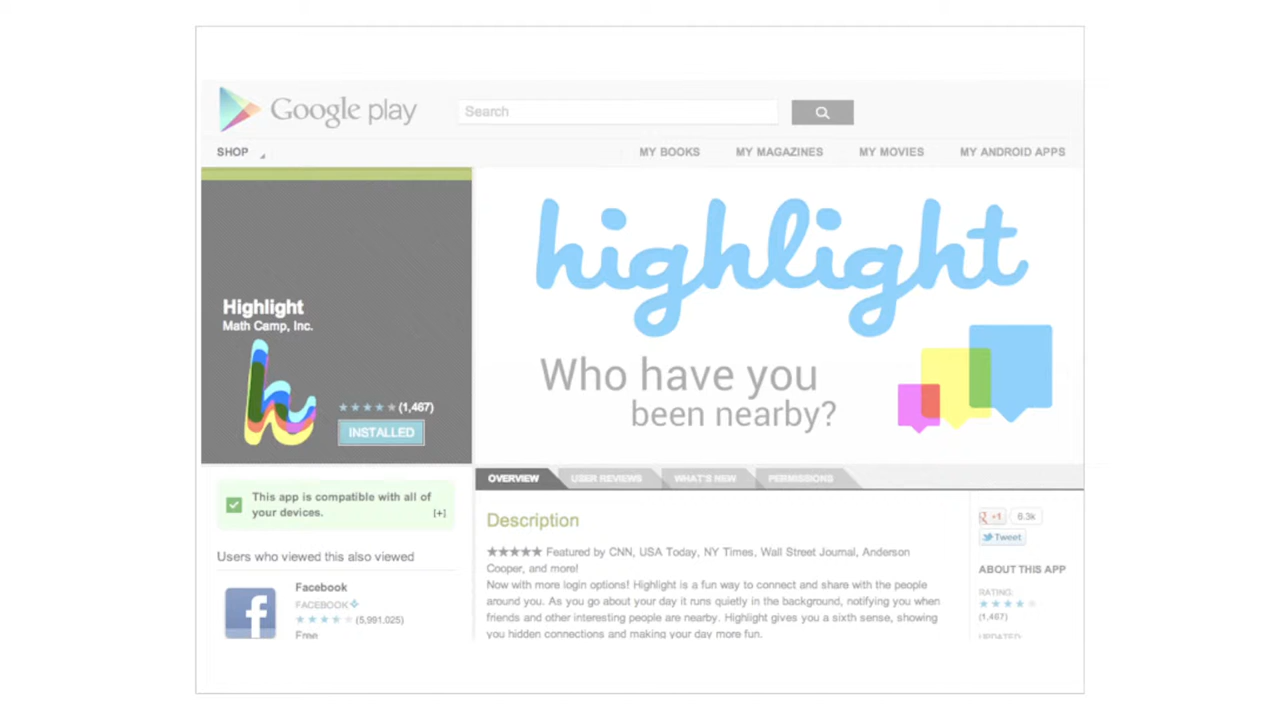 Google play
Search
SHOP
MY BOOKS
MY MAGAZINES
MY MOVIES
MY ANDROID APPS
Highlight
Math Camp, Inc.
(1,467)
INSTALLED
highlight
Who have you
been nearby?
This app is compatible with all of
your devices.
[+]
Users who viewed this also viewed
Facebook
FACEBOOK
(5,991,025)
Free
OVERVIEW
USER REVIEWS
WHAT'S NEW
PERMISSIONS
Description
★★★★★ Featured by CNN, USA Today, NY Times, Wall Street Journal, Anderson
Cooper, and more!
Now with more login options! Highlight is a fun way to connect and share with the people
around you. As you go about your day it runs quietly in the background, notifying you when
friends and other interesting people are nearby. Highlight gives you a sixth sense, showing
you hidden connections and making your day more fun.
+1
6.3k
Tweet
ABOUT THIS APP
RATING:
(1,467)
UPDATED: